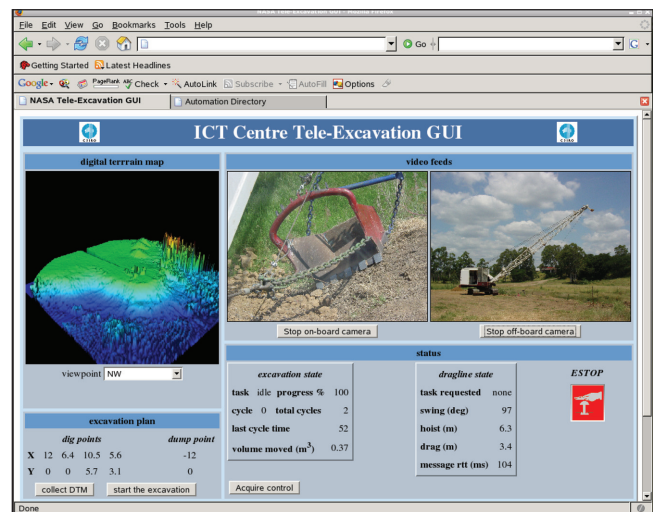 NASA Tele-Excavation GUI - Mozilla Firefox
File Edit View Go Bookmarks Tools Help
Go
G
Getting Started Latest Headlines
Google PageRank ABC Check AutoLink Subscribe AutoFill Options
NASA Tele-Excavation GUI Automation Directory
CSIRO ICT Centre Tele-Excavation GUI CSIRO
digital terrrain map
video feeds
Stop on-board camera Stop off-board camera
viewpoint NW
status
excavation state
task idle progress % 100
cycle 0 total cycles 2
last cycle time 52
volume moved (m3) 0.37
dragline state
task requested none
swing (deg) 97
hoist (m) 6.3
drag (m) 3.4
message rtt (ms) 104
ESTOP
excavation plan
dig points dump point
X 12 6.4 10.5 5.6 -12
Y 0 0 5.7 3.1 0
collect DTM start the excavation
Acquire control
Done